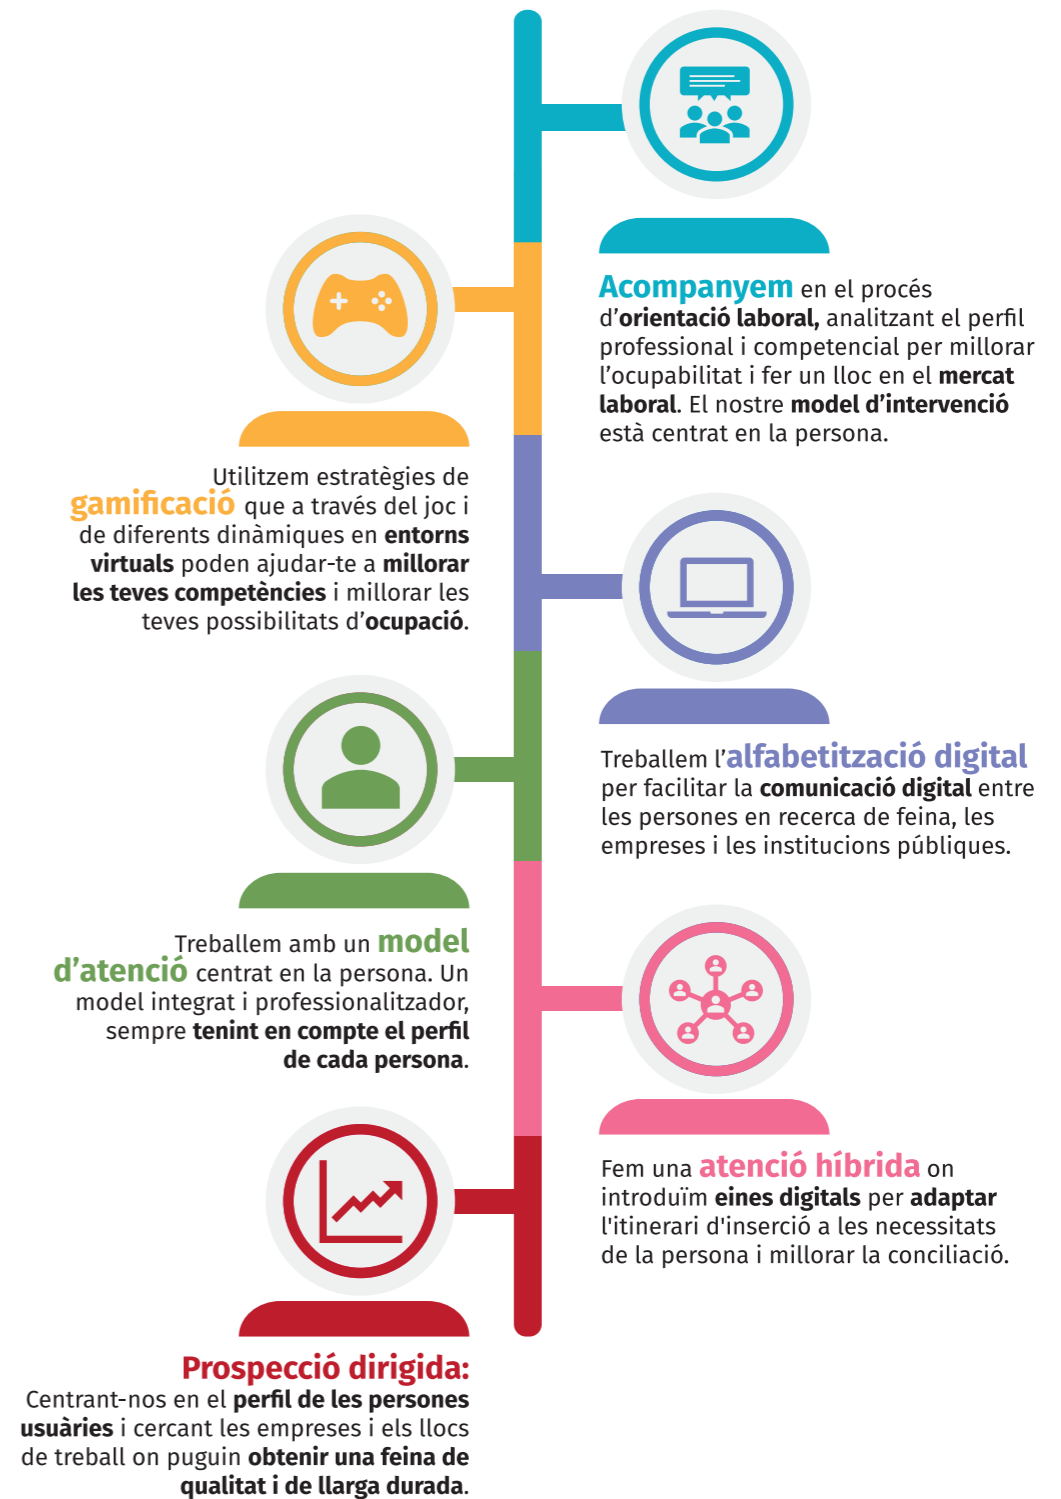 Acompanyem en el procés
d’orientació laboral, analitzant el perfil
professional i competencial per millorar
l’ocupabilitat i fer un lloc en el mercat
laboral. El nostre model d’intervenció
està centrat en la persona.
Utilitzem estratègies de
gamificació que a través del joc i
de diferents dinàmiques en entorns
virtuals poden ajudar-te a millorar
les teves competències i millorar les
teves possibilitats d’ocupació.
Treballem l’alfabetització digital
per facilitar la comunicació digital entre
les persones en recerca de feina, les
empreses i les institucions públiques.
Treballem amb un model
d’atenció centrat en la persona. Un
model integrat i professionalitzador,
sempre tenint en compte el perfil
de cada persona.
Fem una atenció híbrida on
introduïm eines digitals per adaptar
l'itinerari d'inserció a les necessitats
de la persona i millorar la conciliació.
Prospecció dirigida:
Centrant-nos en el perfil de les persones
usuàries i cercant les empreses i els llocs
de treball on puguin obtenir una feina de
qualitat i de llarga durada.